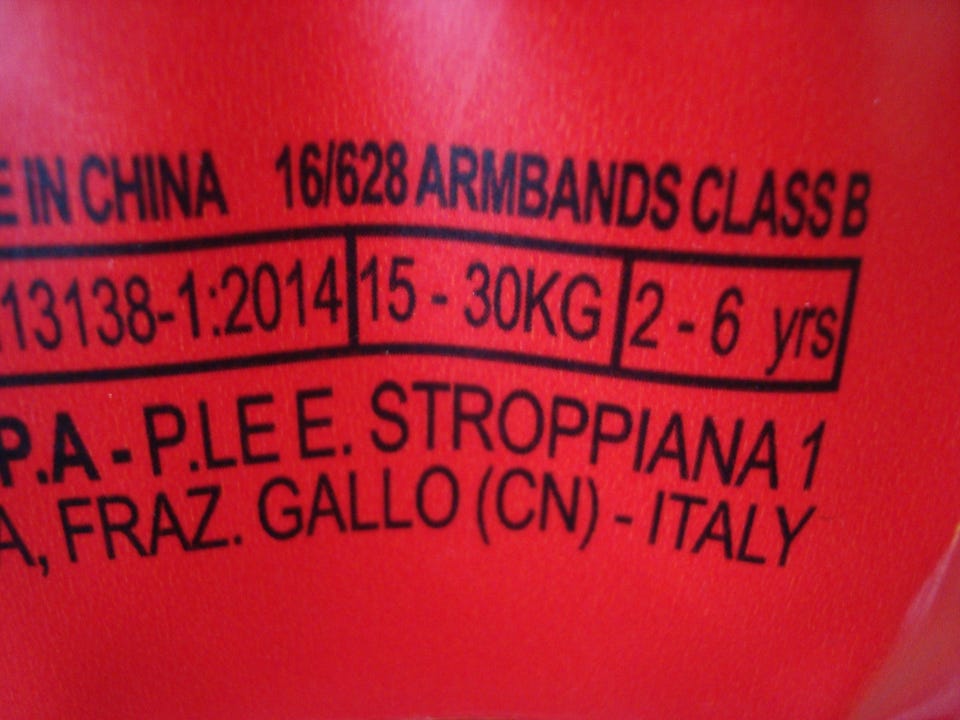 E IN CHINA 16/628 ARMBANDS CLASS B
13138-1:2014 15 - 30KG 2 - 6 yrs
P.A - P.LE E. STROPPIANA 1
A, FRAZ. GALLO (CN) - ITALY